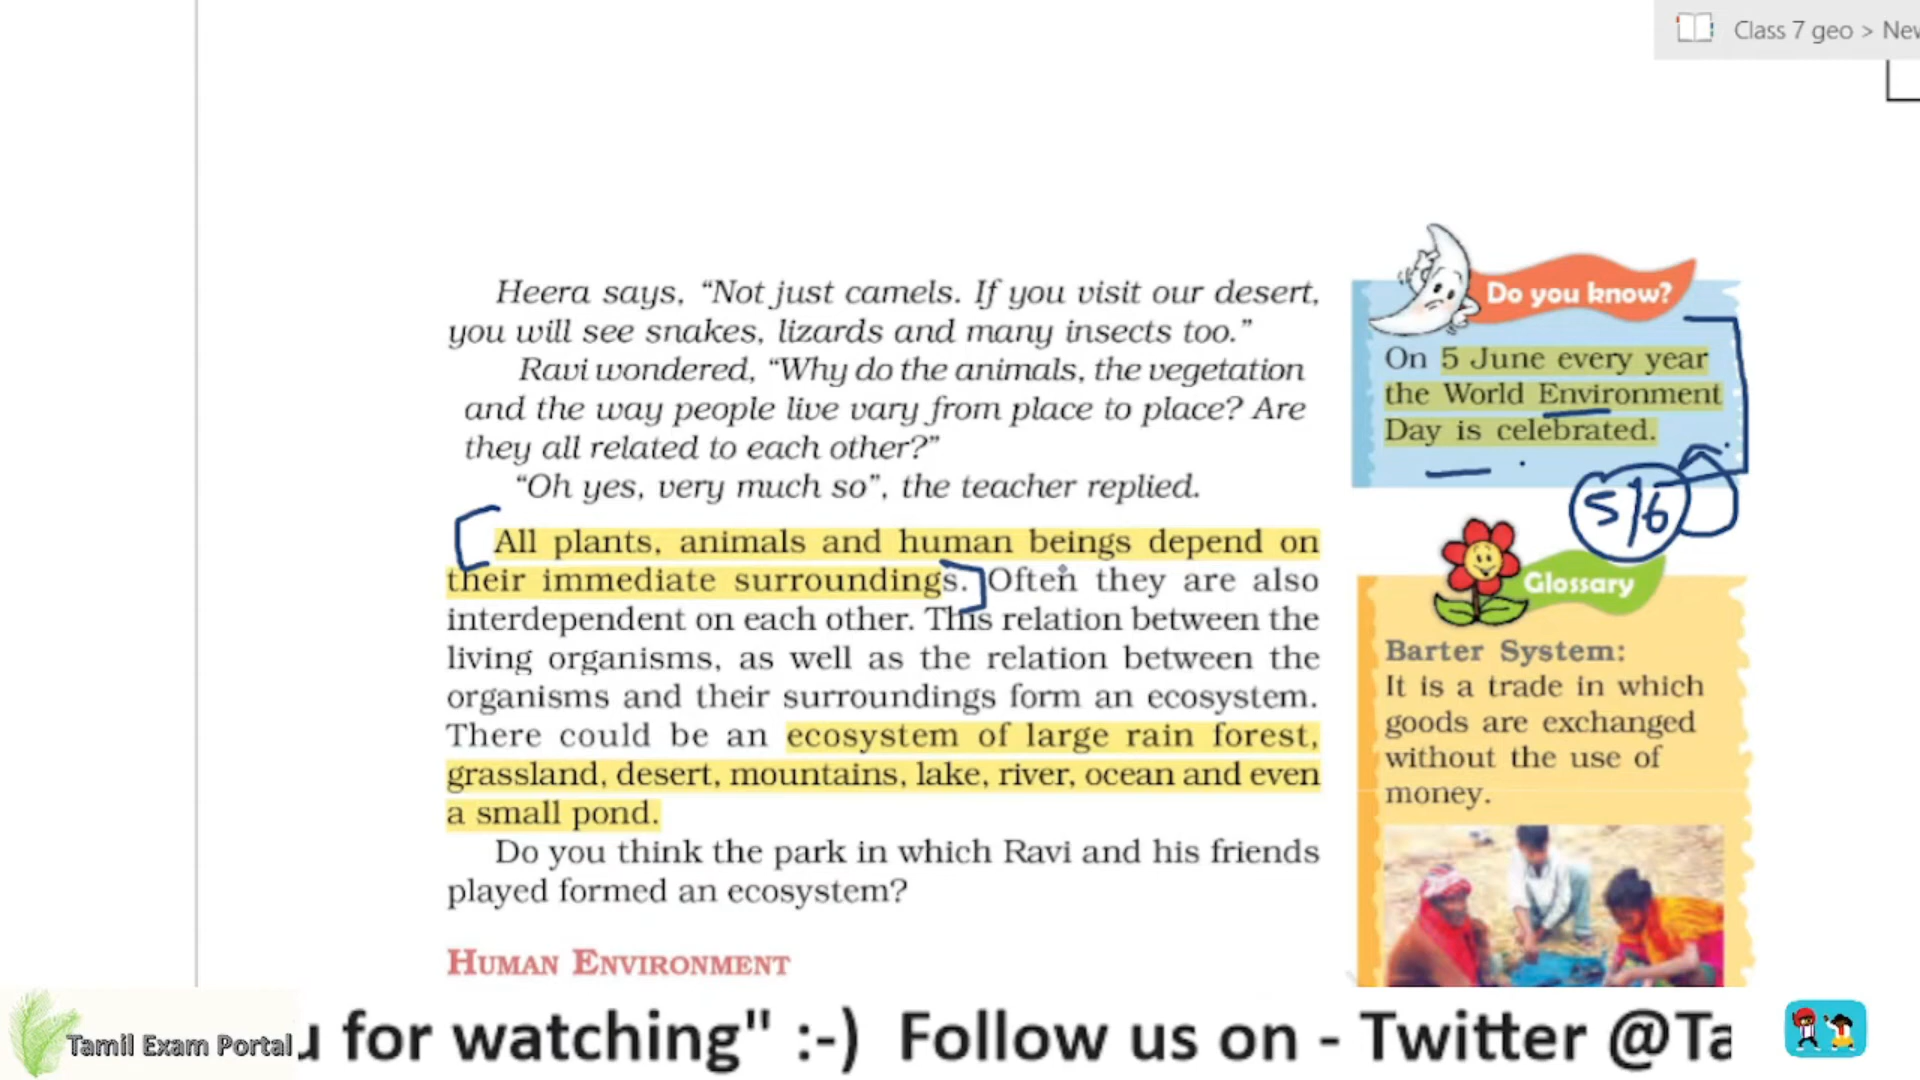 Class 7 geo > New
Heera says, “Not just camels. If you visit our desert,
you will see snakes, lizards and many insects too.”
Ravi wondered, “Why do the animals, the vegetation
and the way people live vary from place to place? Are
they all related to each other?”
“Oh yes, very much so”, the teacher replied.
All plants, animals and human beings depend on
their immediate surroundings. Often they are also
interdependent on each other. This relation between the
living organisms, as well as the relation between the
organisms and their surroundings form an ecosystem.
There could be an ecosystem of large rain forest,
grassland, desert, mountains, lake, river, ocean and even
a small pond.
Do you think the park in which Ravi and his friends
played formed an ecosystem?
HUMAN ENVIRONMENT
Do you know?
On 5 June every year
the World Environment
Day is celebrated.
5/6
Glossary
Barter System:
It is a trade in which
goods are exchanged
without the use of
money.
Tamil Exam Portal
u for watching" :-) Follow us on - Twitter @Ta